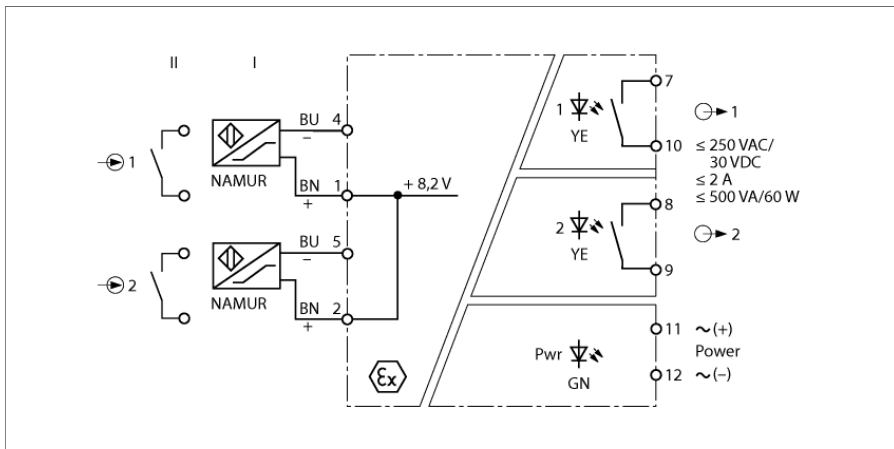 II I
1
NAMUR
BU 4
–
BN 1
+
+ 8,2 V
2
NAMUR
BU 5
–
BN 2
+
Ex
1
YE
7
10
1
≤ 250 VAC/
30 VDC
≤ 2 A
≤ 500 VA/60 W
2
YE
8
9
2
Pwr
GN
11 ~ (+)
Power
12 ~ (–)